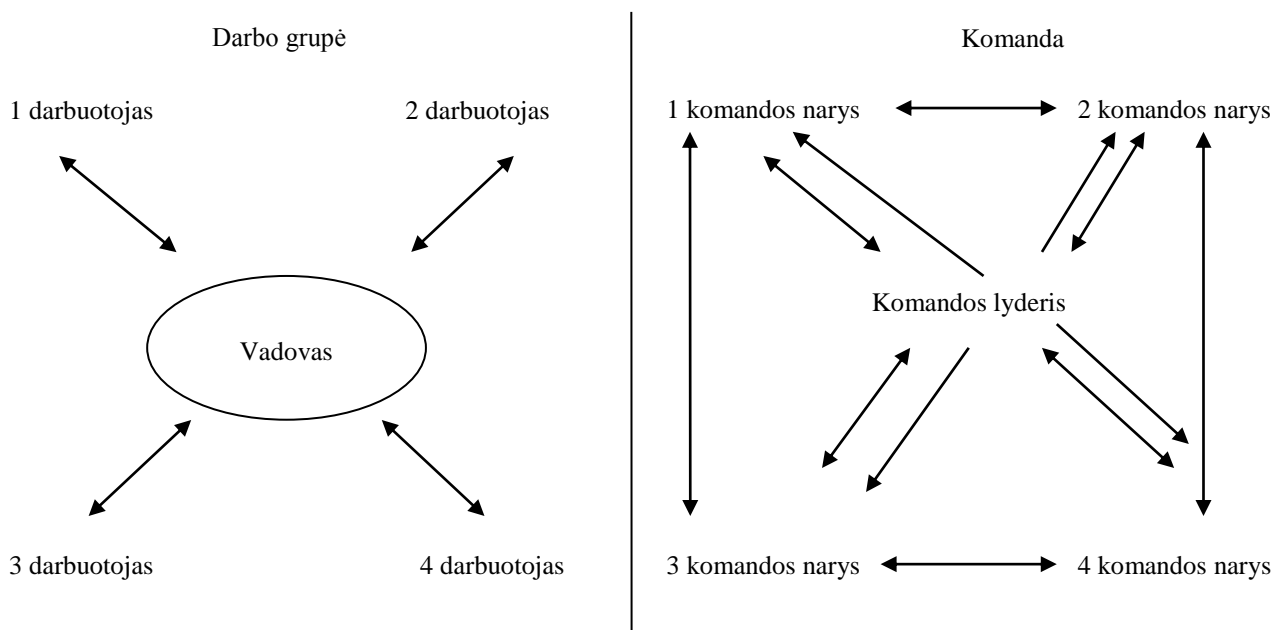 Darbo grupė
1 darbuotojas
2 darbuotojas
Vadovas
3 darbuotojas
4 darbuotojas
Komanda
1 komandos narys
2 komandos narys
Komandos lyderis
3 komandos narys
4 komandos narys